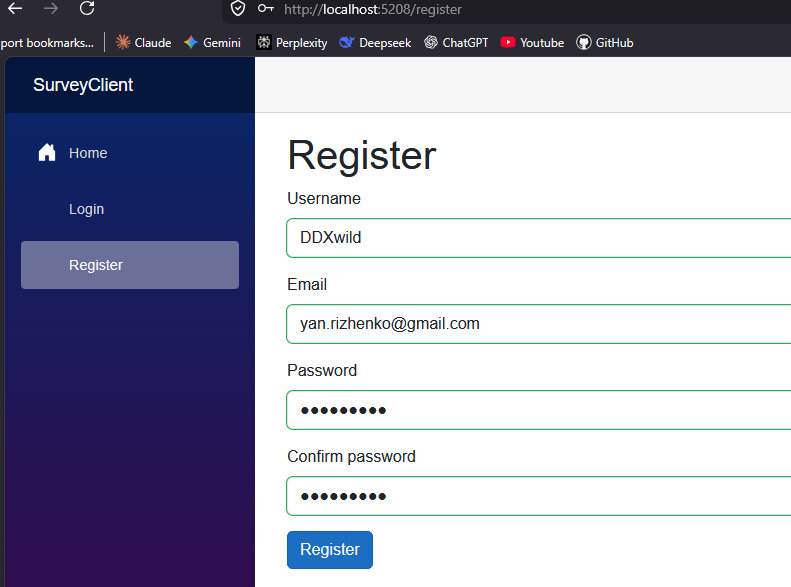 http://localhost:5208/register
port bookmarks... Claude Gemini Perplexity Deepseek ChatGPT Youtube GitHub
SurveyClient
Home
Login
Register
Register
Username
DDXwild
Email
yan.rizhenko@gmail.com
Password
●●●●●●●●●
Confirm password
●●●●●●●●●
Register